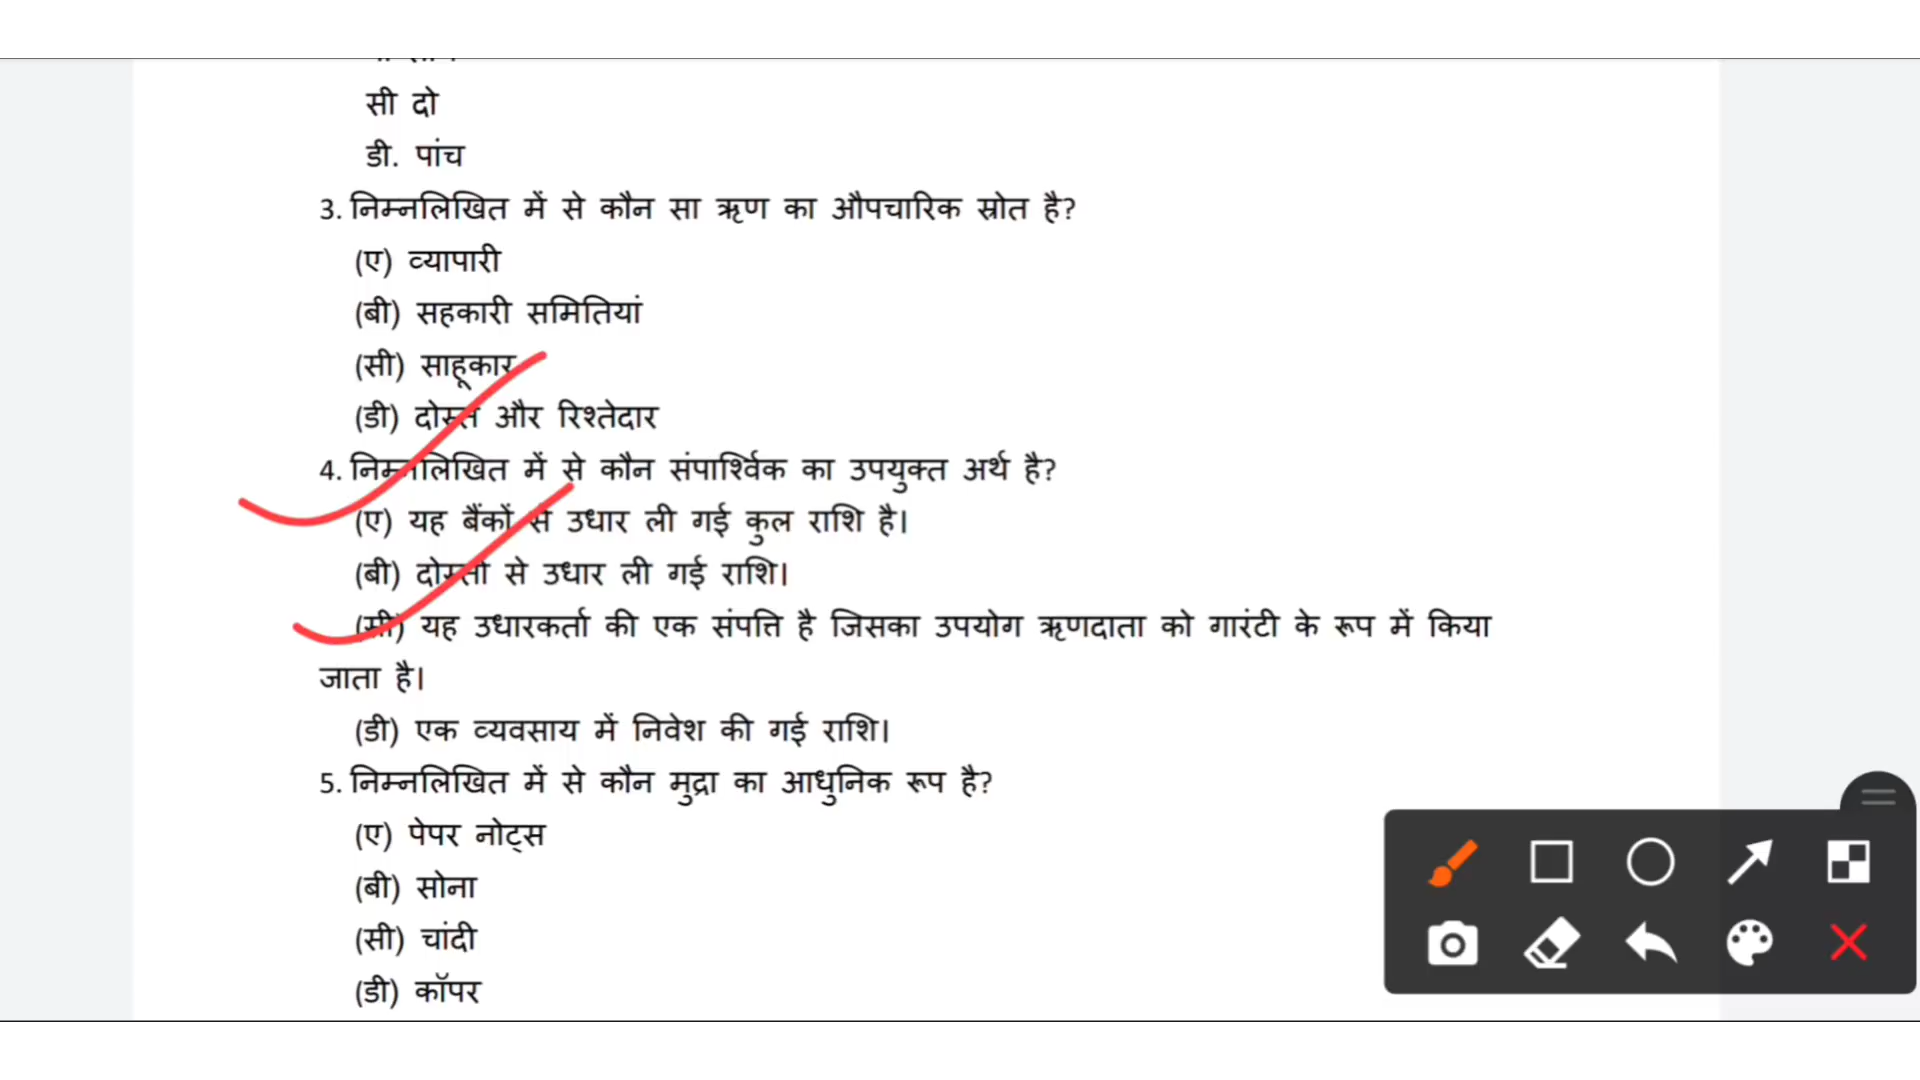 सी दो
डी. पांच
3. निम्नलिखित में से कौन सा ऋण का औपचारिक स्रोत है?
(ए) व्यापारी
(बी) सहकारी समितियां
(सी) साहूकार
(डी) दोस्त और रिश्तेदार
4. निम्नलिखित में से कौन संपार्श्विक का उपयुक्त अर्थ है?
(ए) यह बैंकों से उधार ली गई कुल राशि है।
(बी) दोस्तों से उधार ली गई राशि।
(सी) यह उधारकर्ता की एक संपत्ति है जिसका उपयोग ऋणदाता को गारंटी के रूप में किया
जाता है।
(डी) एक व्यवसाय में निवेश की गई राशि।
5. निम्नलिखित में से कौन मुद्रा का आधुनिक रूप है?
(ए) पेपर नोट्स
(बी) सोना
(सी) चांदी
(डी) कॉपर